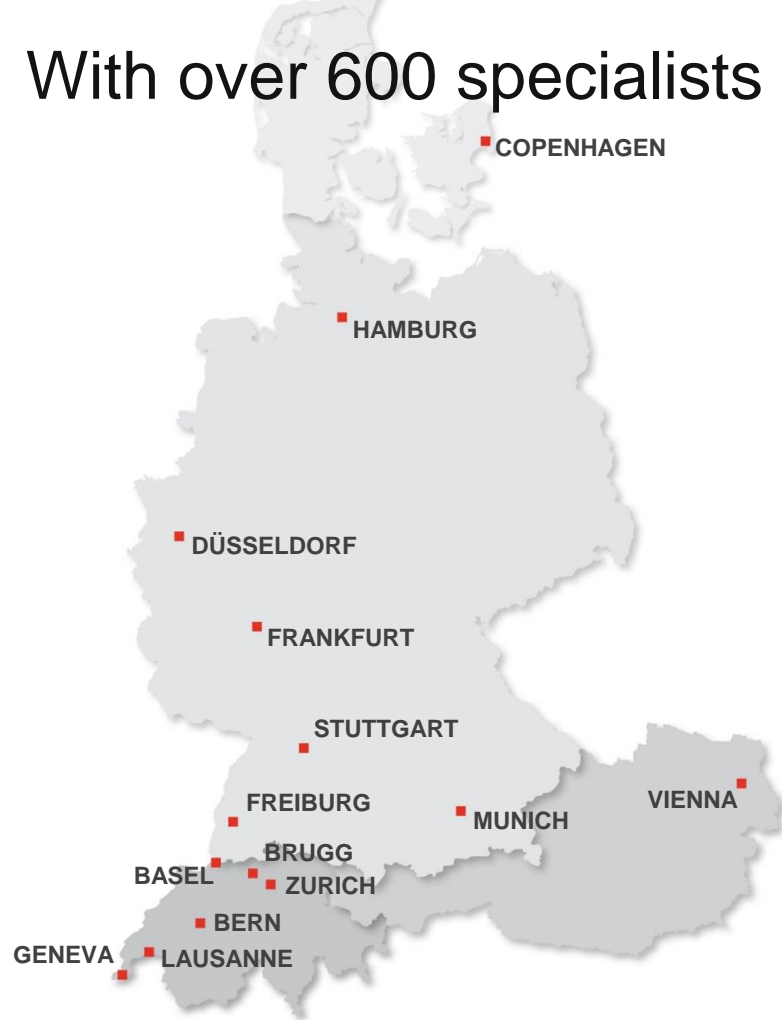 With over 600 specialists
COPENHAGEN
HAMBURG
DÜSSELDORF
FRANKFURT
STUTTGART
FREIBURG
MUNICH
VIENNA
BRUGG
BASEL
ZURICH
BERN
GENEVA
LAUSANNE